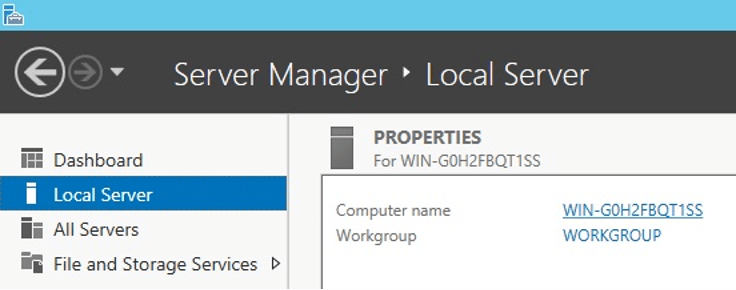 Server Manager ‣ Local Server
Dashboard
Local Server
All Servers
File and Storage Services
PROPERTIES
For WIN-G0H2FBQT1SS
Computer name WIN-G0H2FBQT1SS
Workgroup WORKGROUP